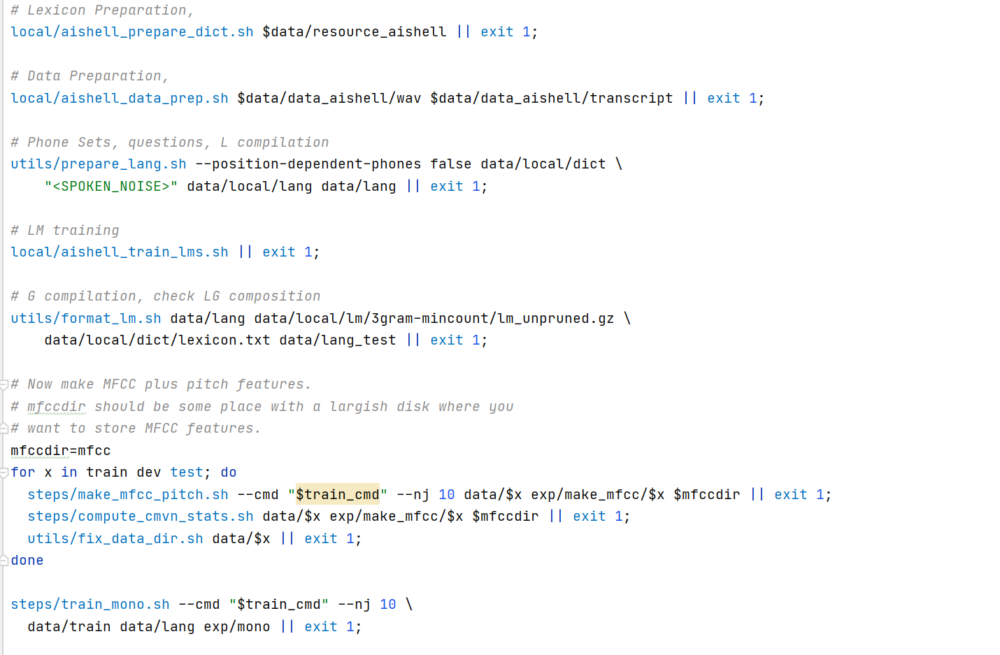 # Lexicon Preparation,
local/aishell_prepare_dict.sh $data/resource_aishell || exit 1;
# Data Preparation,
local/aishell_data_prep.sh $data/data_aishell/wav $data/data_aishell/transcript || exit 1;
# Phone Sets, questions, L compilation
utils/prepare_lang.sh --position-dependent-phones false data/local/dict \
    "<SPOKEN_NOISE>" data/local/lang data/lang || exit 1;
# LM training
local/aishell_train_lms.sh || exit 1;
# G compilation, check LG composition
utils/format_lm.sh data/lang data/local/lm/3gram-mincount/lm_unpruned.gz \
    data/local/dict/lexicon.txt data/lang_test || exit 1;
# Now make MFCC plus pitch features.
# mfccdir should be some place with a largish disk where you
# want to store MFCC features.
mfccdir=mfcc
for x in train dev test; do
  steps/make_mfcc_pitch.sh --cmd "$train_cmd" --nj 10 data/$x exp/make_mfcc/$x $mfccdir || exit 1;
  steps/compute_cmvn_stats.sh data/$x exp/make_mfcc/$x $mfccdir || exit 1;
  utils/fix_data_dir.sh data/$x || exit 1;
done
steps/train_mono.sh --cmd "$train_cmd" --nj 10 \
  data/train data/lang exp/mono || exit 1;